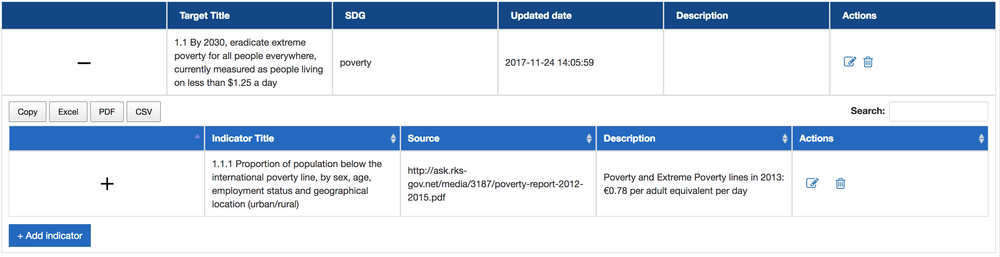 Target Title SDG Updated date Description Actions
1.1 By 2030, eradicate extreme
poverty for all people everywhere,
currently measured as people living
on less than $1.25 a day
poverty
2017-11-24 14:05:59
Copy Excel PDF CSV Search:
Indicator Title Source Description Actions
1.1.1 Proportion of population below the
international poverty line, by sex, age,
employment status and geographical
location (urban/rural)
http://ask.rks-
gov.net/media/3187/poverty-report-2012-
2015.pdf
Poverty and Extreme Poverty lines in 2013:
€0.78 per adult equivalent per day
+ Add indicator